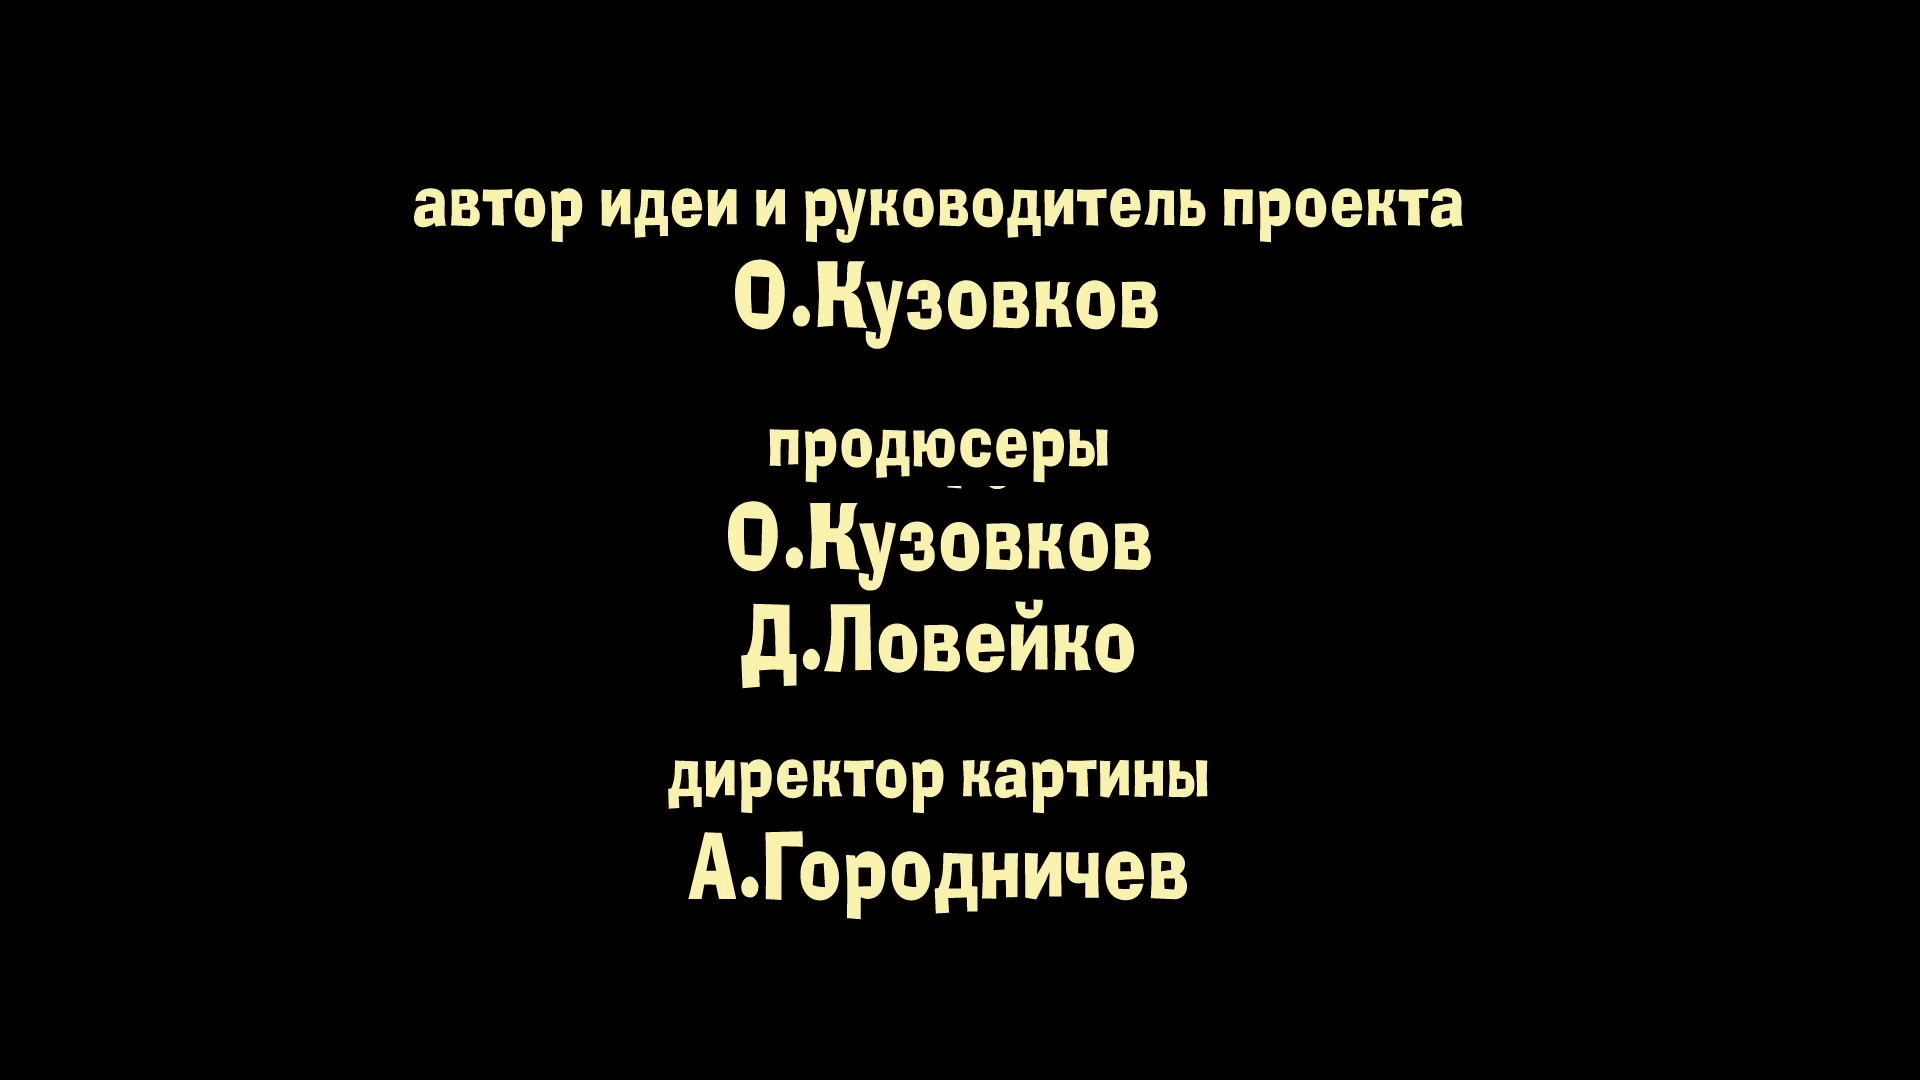 автор идеи и руководитель проекта
О.Кузовков
продюсеры
О.Кузовков
Д.Ловейко
директор картины
А.Городничев